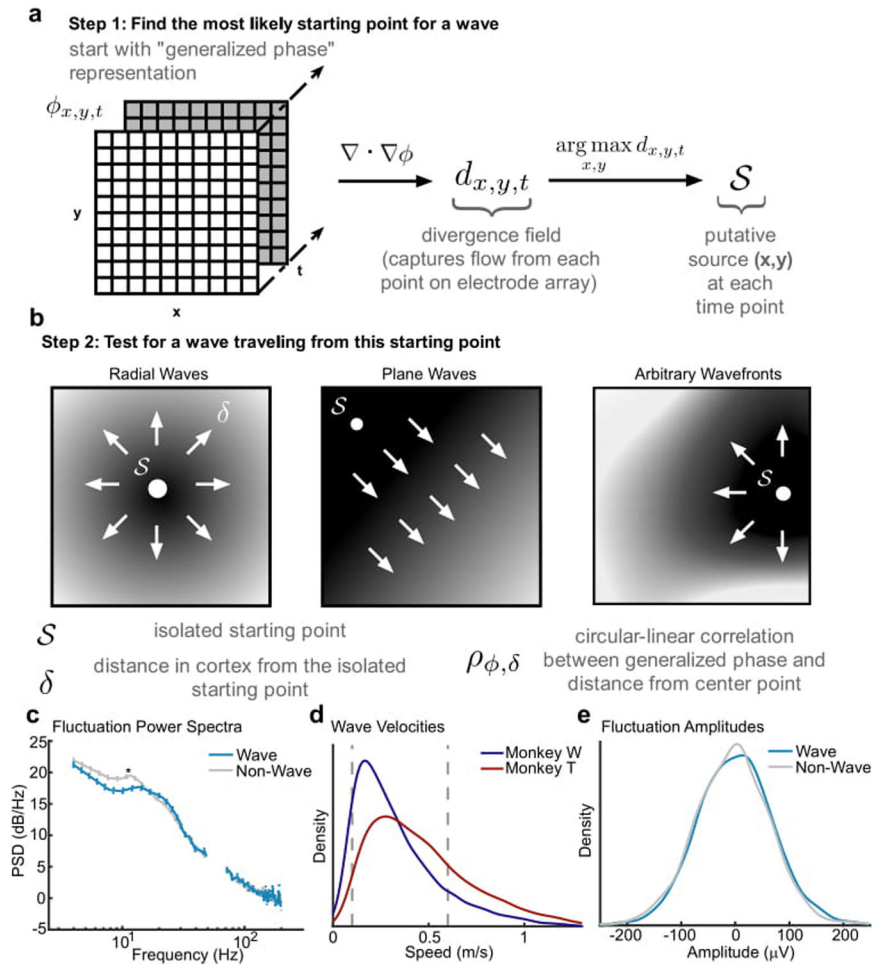 a
Step 1: Find the most likely starting point for a wave
start with "generalized phase"
representation
ϕx,y,t
y
x
t
∇ · ∇ϕ
dx,y,t
arg max dx,y,t
x,y
S
divergence field
(captures flow from each
point on electrode array)
putative
source (x,y)
at each
time point
b
Step 2: Test for a wave traveling from this starting point
Radial Waves
Plane Waves
Arbitrary Wavefronts
S
δ
S
S
S
isolated starting point
δ
distance in cortex from the isolated
starting point
ρϕ,δ
circular-linear correlation
between generalized phase and
distance from center point
c
Fluctuation Power Spectra
Wave
Non-Wave
*
25
20
15
10
5
0
-5
PSD (dB/Hz)
10¹
10²
Frequency (Hz)
d
Wave Velocities
Monkey W
Monkey T
Density
0
0.5
1
Speed (m/s)
e
Fluctuation Amplitudes
Wave
Non-Wave
Density
-200
-100
0
100
200
Amplitude (μV)